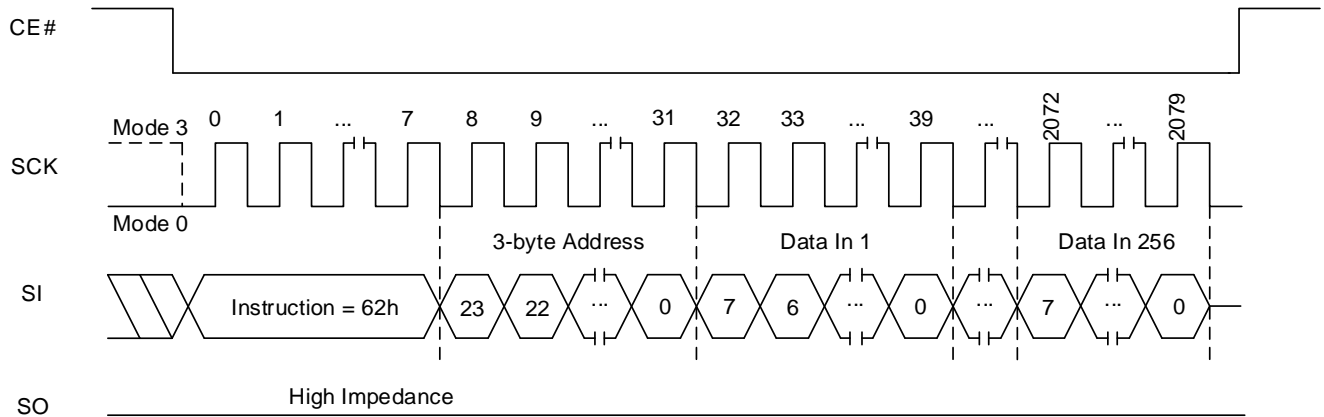 CE#
0 1 ... 7 8 9 ... 31 32 33 ... 39 ... 2072 ... 2079
Mode 3
SCK
Mode 0
3-byte Address Data In 1 Data In 256
SI Instruction = 62h 23 22 ... 0 7 6 ... 0 ... 7 ... 0
High Impedance
SO